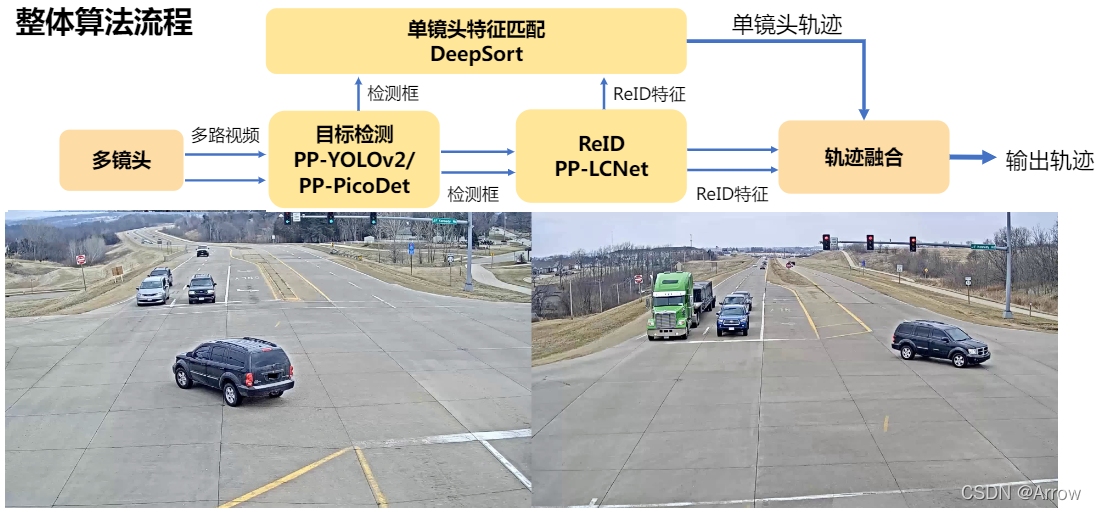 整体算法流程
单镜头特征匹配
DeepSort
单镜头轨迹
检测框
ReID特征
多镜头
多路视频
目标检测
PP-YOLOv2/
PP-PicoDet
检测框
ReID
PP-LCNet
ReID特征
轨迹融合
输出轨迹
CSDN @Arrow